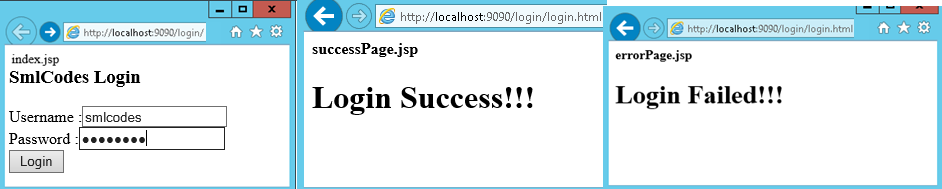 http://localhost:9090/login/
index.jsp
SmlCodes Login
Username : smlcodes
Password : ••••••••
Login
http://localhost:9090/login/login.html
successPage.jsp
Login Success!!!
http://localhost:9090/login/login.html
errorPage.jsp
Login Failed!!!